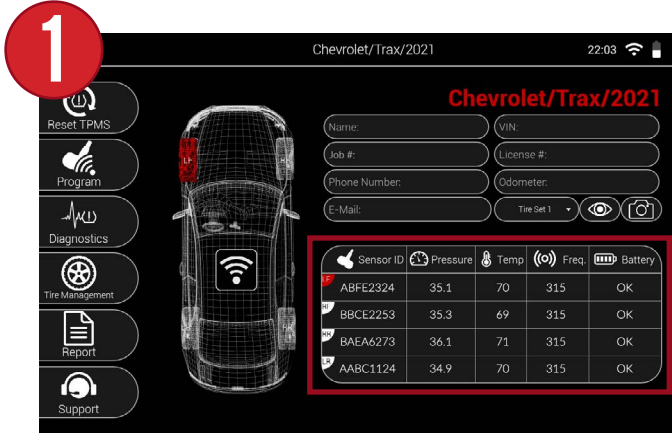 1
Chevrolet/Trax/2021
22:03
Chevrolet/Trax/2021
Reset TPMS
Program
Diagnostics
Tire Management
Report
Support
LF
Name:
VIN:
Job #:
License #:
Phone Number:
Odometer:
E-Mail:
Tire Set 1
Sensor ID Pressure Temp Freq. Battery
LF ABFE2324 35.1 70 315 OK
BBCE2253 35.3 69 315 OK
BAEA6273 36.1 71 315 OK
LR AABC1124 34.9 70 315 OK